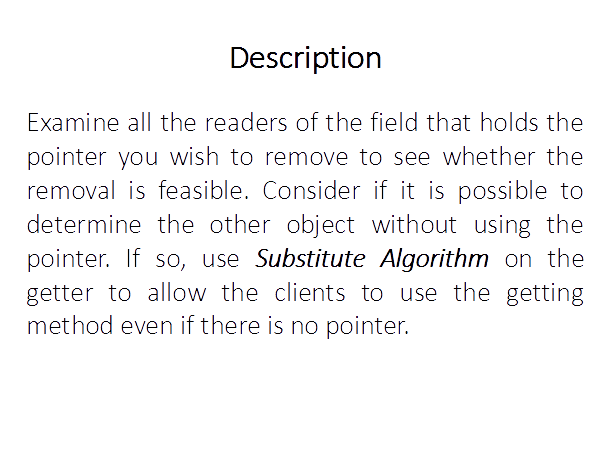 Description
Examine all the readers of the field that holds the
pointer you wish to remove to see whether the
removal is feasible. Consider if it is possible to
determine the other object without using the
pointer. If so, use Substitute Algorithm on the
getter to allow the clients to use the getting
method even if there is no pointer.